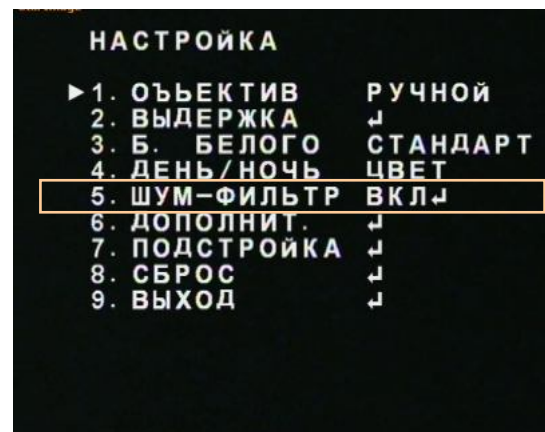 НАСТРОЙКА
►1. ОЪЬЕКТИВ РУЧНОЙ
2. ВЫДЕРЖКА ↲
3. Б. БЕЛОГО СТАНДАРТ
4. ДЕНЬ/НОЧЬ ЦВЕТ
5. ШУМ-ФИЛЬТР ВКЛ↲
6. ДОПОЛНИТ. ↲
7. ПОДСТРОЙКА ↲
8. СБРОС ↲
9. ВЫХОД ↲